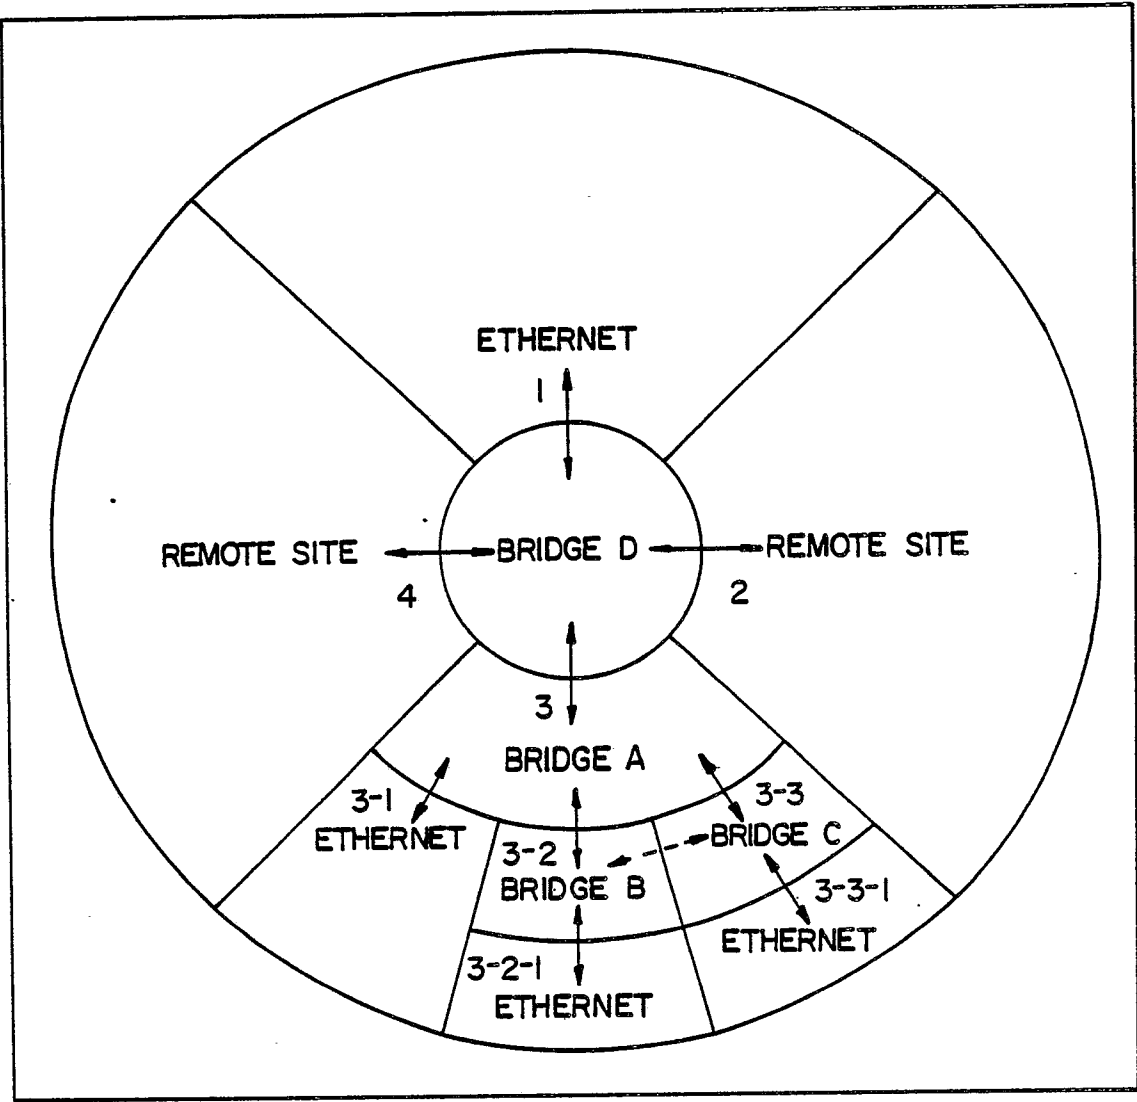 ETHERNET
1
REMOTE SITE
BRIDGE D
REMOTE SITE
4
2
3
BRIDGE A
3-1
3-3
ETHERNET
BRIDGE C
3-2
BRIDGE B
3-3-1
ETHERNET
3-2-1
ETHERNET